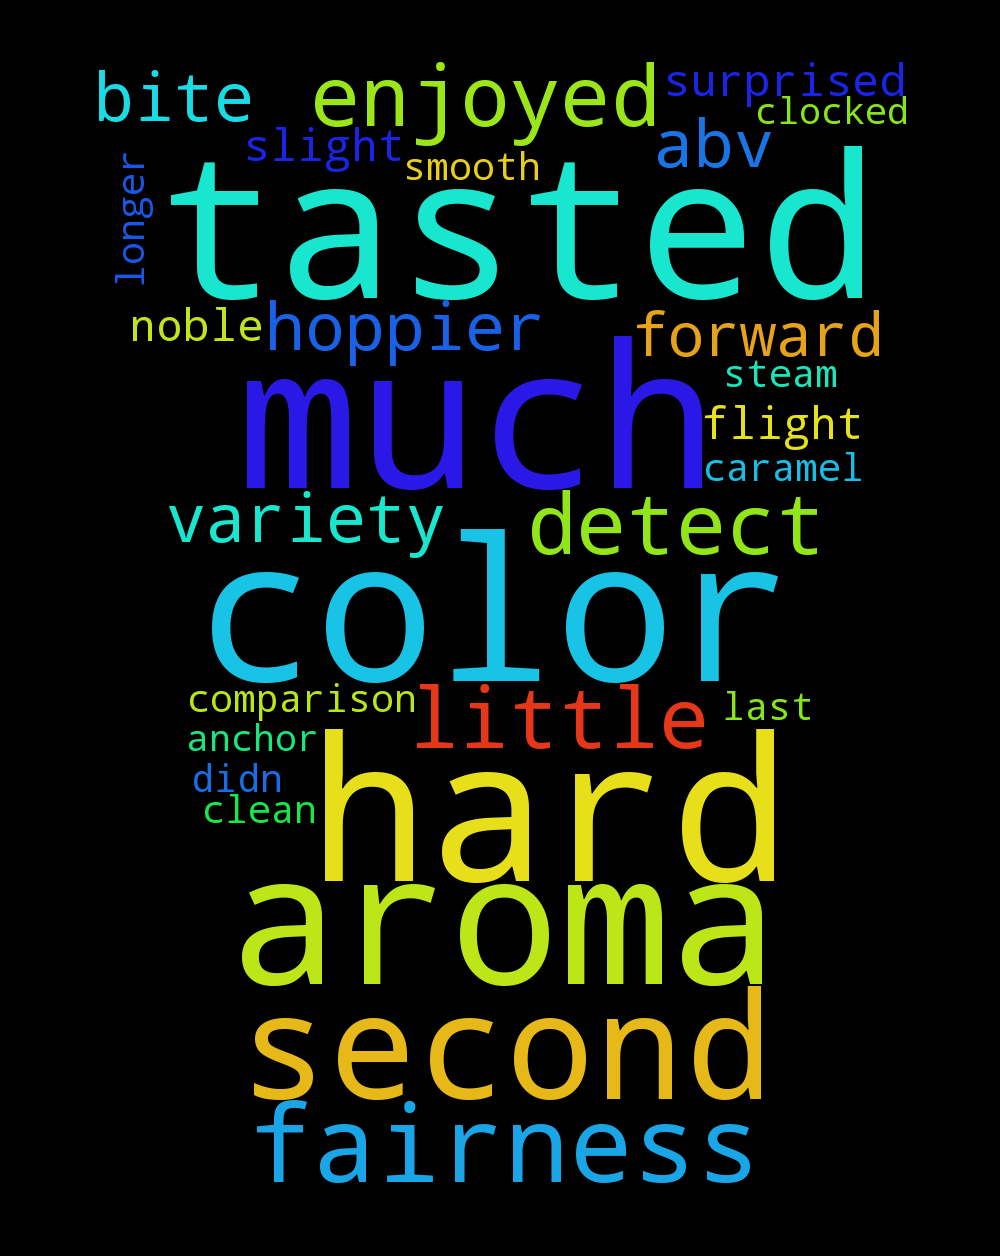 bite enjoyed surprised
clocked
slight smooth abv
longer
tasted
noble hoppier forward
steam
much
flight
caramel
variety detect
color
comparison little last
anchor
didn
clean
hard
aroma
second
fairness